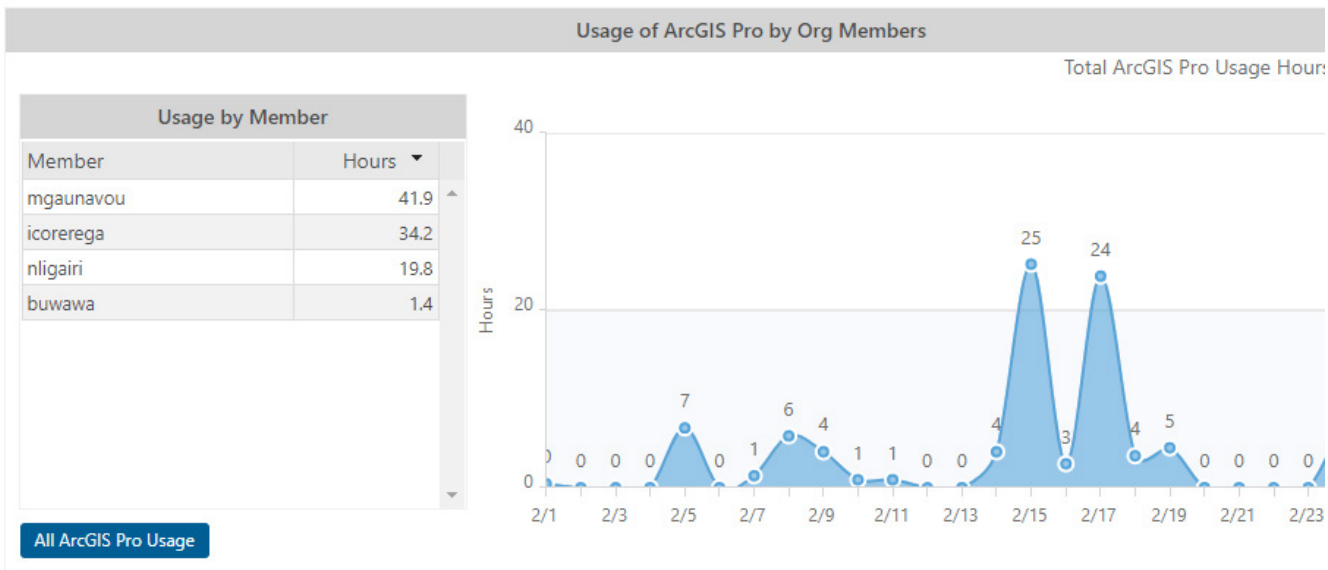 Usage of ArcGIS Pro by Org Members
Total ArcGIS Pro Usage Hours
Usage by Member
Member Hours
mgaunavou 41.9
icorerega 34.2
nligairi 19.8
buwawa 1.4
All ArcGIS Pro Usage
Hours
40
20
0
0 0 0 0 7 0 1 6 4 1 1 0 0 4 25 3 24 4 5 0 0 0 0
2/1 2/3 2/5 2/7 2/9 2/11 2/13 2/15 2/17 2/19 2/21 2/23